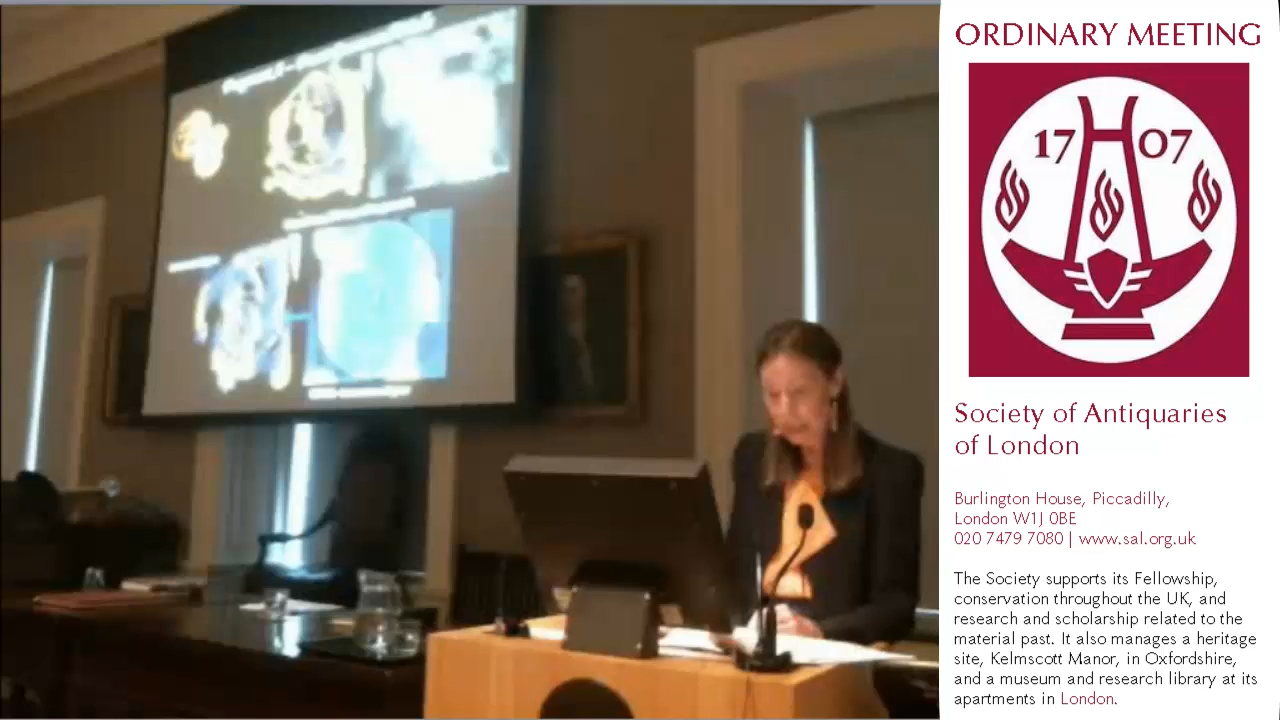 ORDINARY MEETING
17 07
Society of Antiquaries
of London
Burlington House, Piccadilly,
London W1J 0BE
020 7479 7080 | www.sal.org.uk
The Society supports its Fellowship,
conservation throughout the UK, and
research and scholarship related to the
material past. It also manages a heritage
site, Kelmscott Manor, in Oxfordshire,
and a museum and research library at its
apartments in London.